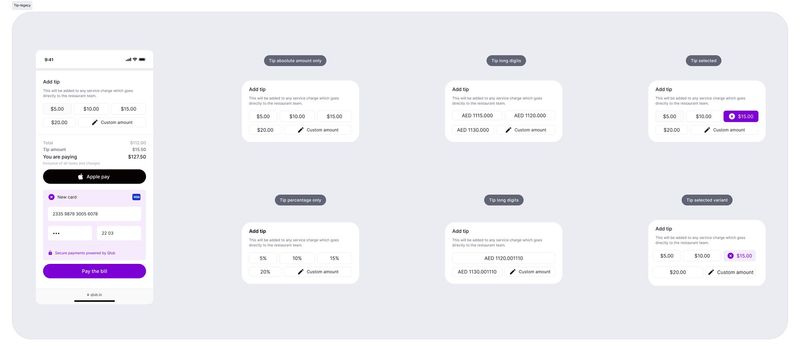 Tip-legacy
9:41
Add tip
This will be added to any service charge which goes
directly to the restaurant team.
$5.00
$10.00
$15.00
$20.00
Custom amount
Total
$112.00
Tip amount
$15.00
You are paying
$127.50
Inclusive of all taxes and charges
Apple pay
New card
VISA
2335 9879 3005 6078
•••
22 03
Secure payments powered by Qlub
Pay the bill
qlub.io
Tip absolute amount only
Add tip
This will be added to any service charge which goes
directly to the restaurant team.
$5.00
$10.00
$15.00
$20.00
Custom amount
Tip long digits
Add tip
This will be added to any service charge which goes
directly to the restaurant team.
AED 1115.000
AED 1120.000
AED 1130.000
Custom amount
Tip selected
Add tip
This will be added to any service charge which goes
directly to the restaurant team.
$5.00
$10.00
$15.00
$20.00
Custom amount
Tip percentage only
Add tip
This will be added to any service charge which goes
directly to the restaurant team.
5%
10%
15%
20%
Custom amount
Tip long digits
Add tip
This will be added to any service charge which goes
directly to the restaurant team.
AED 1120.001110
AED 1130.001110
Custom amount
Tip selected variant
Add tip
This will be added to any service charge which goes
directly to the restaurant team.
$5.00
$10.00
$15.00
$20.00
Custom amount